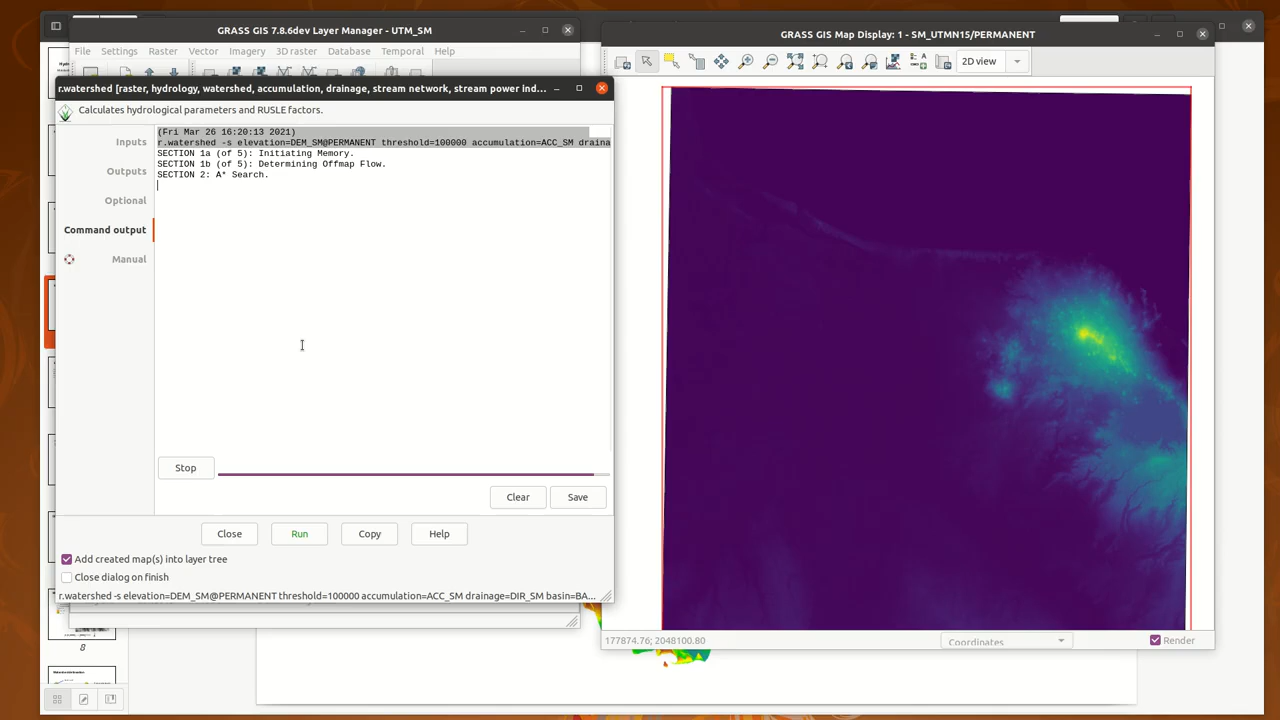 GRASS GIS 7.8.6dev Layer Manager - UTM_SM
File Settings Raster Vector Imagery 3D raster Database Temporal Help
GRASS GIS Map Display: 1 - SM_UTMN15/PERMANENT
2D view
r.watershed [raster, hydrology, watershed, accumulation, drainage, stream network, stream power ind...
Calculates hydrological parameters and RUSLE factors.
Inputs
Outputs
Optional
Command output
Manual
(Fri Mar 26 16:20:13 2021)
r.watershed -s elevation=DEM_SM@PERMANENT threshold=100000 accumulation=ACC_SM draina
SECTION 1a (of 5): Initiating Memory.
SECTION 1b (of 5): Determining Offmap Flow.
SECTION 2: A* Search.
Stop
Clear Save
Close Run Copy Help
Add created map(s) into layer tree
Close dialog on finish
r.watershed -s elevation=DEM_SM@PERMANENT threshold=100000 accumulation=ACC_SM drainage=DIR_SM basin=BA...
177874.76; 2048100.80
Coordinates
Render
8